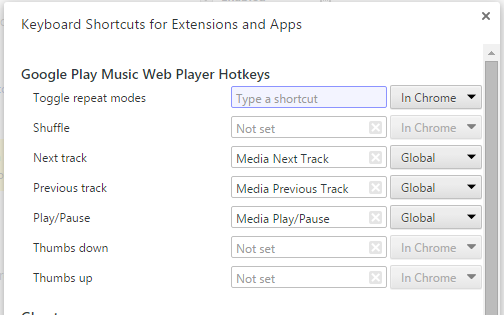 Keyboard Shortcuts for Extensions and Apps
Google Play Music Web Player Hotkeys
Toggle repeat modes Type a shortcut In Chrome
Shuffle Not set In Chrome
Next track Media Next Track Global
Previous track Media Previous Track Global
Play/Pause Media Play/Pause Global
Thumbs down Not set In Chrome
Thumbs up Not set In Chrome